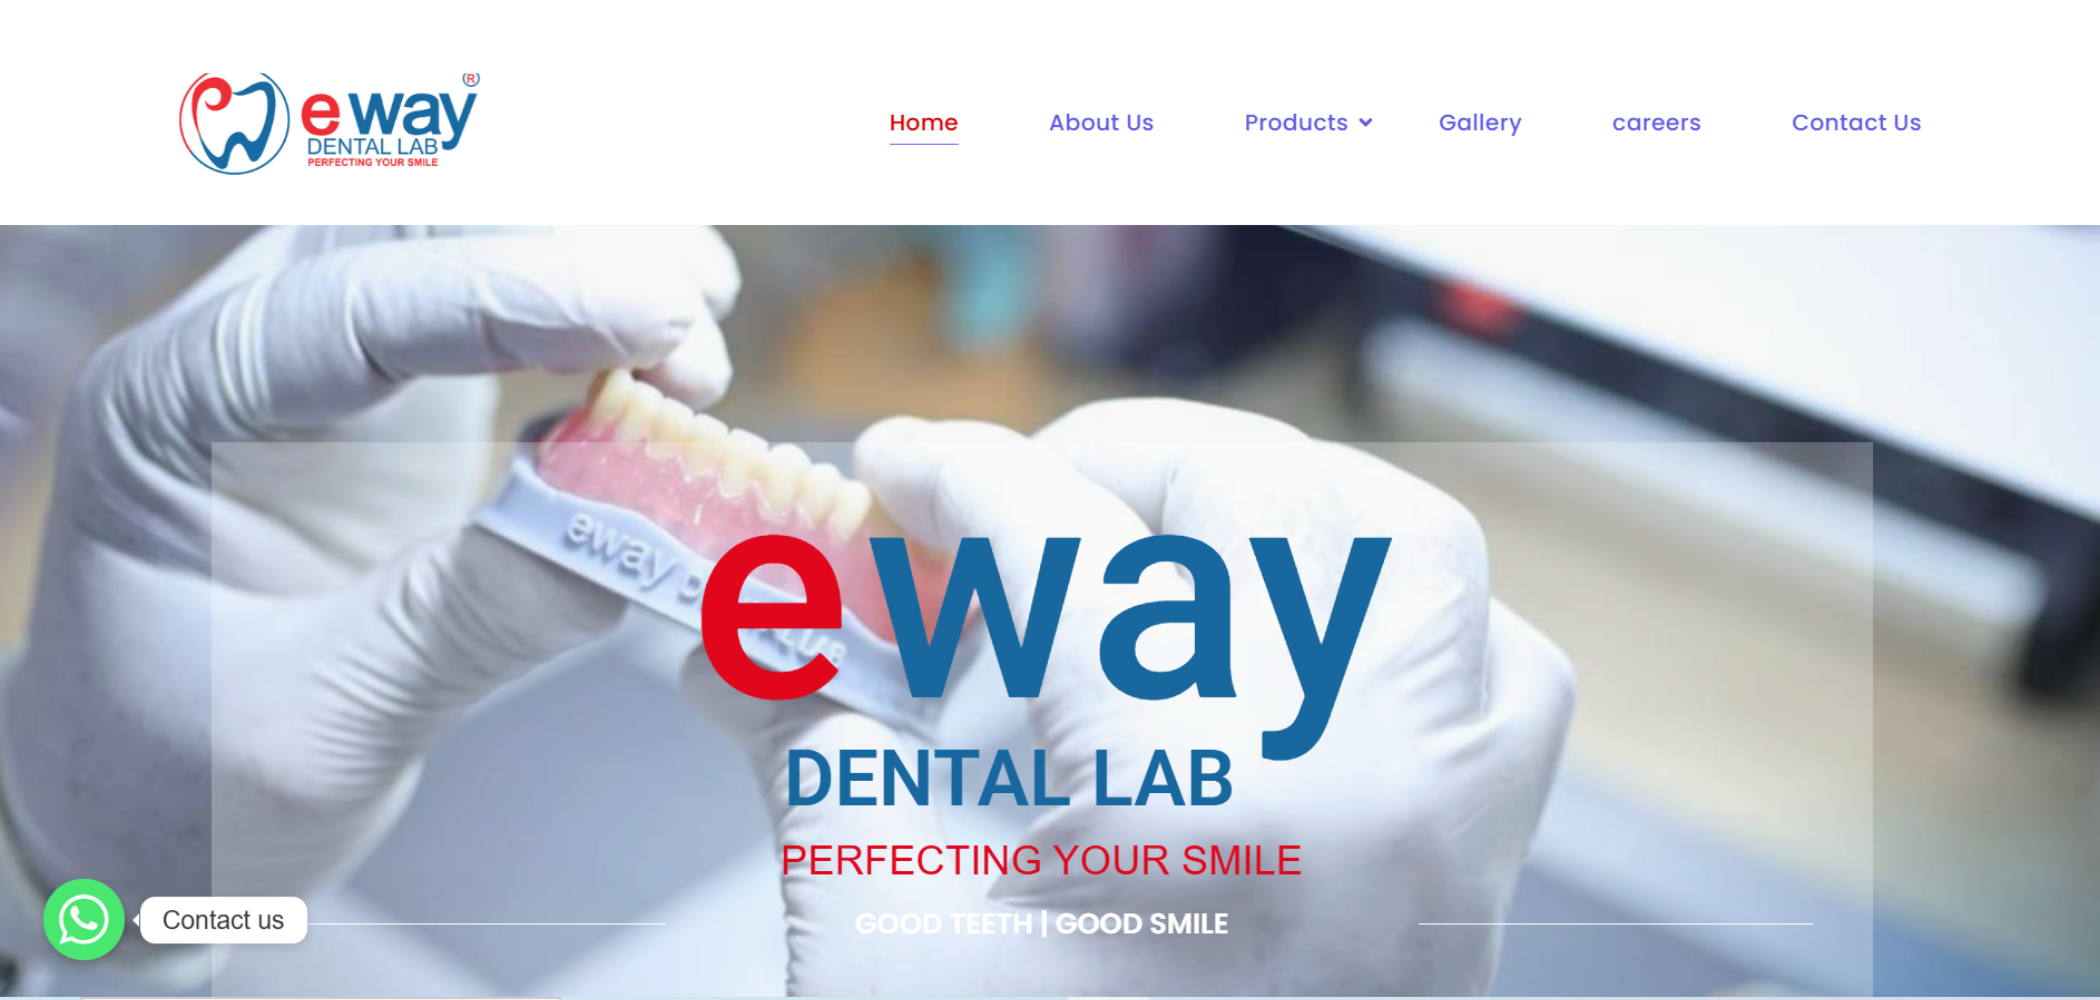 eway
®
DENTAL LAB
PERFECTING YOUR SMILE
Home
About Us
Products
Gallery
careers
Contact Us
eway
eway
DENTAL LAB
PERFECTING YOUR SMILE
GOOD TEETH | GOOD SMILE
Contact us